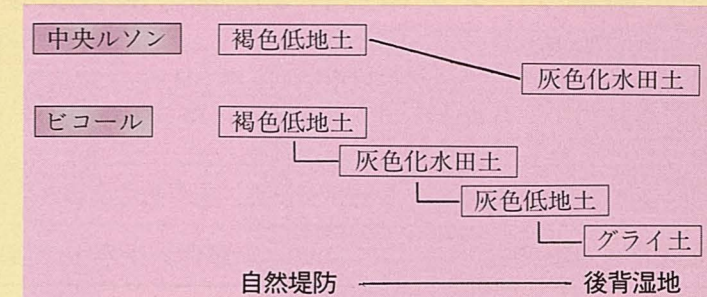 中央ルソン 褐色低地土
灰色化水田土
ビコール 褐色低地土
灰色化水田土
灰色低地土
グライ土
自然堤防 後背湿地